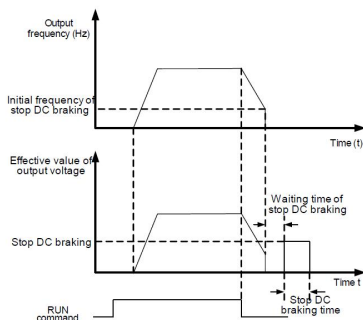 Output
frequency (Hz)
Initial frequency of
stop DC braking
Time (t)
Effective value of
output voltage
Waiting time of
stop DC braking
Stop DC braking
Time t
Stop DC
braking time
RUN
command